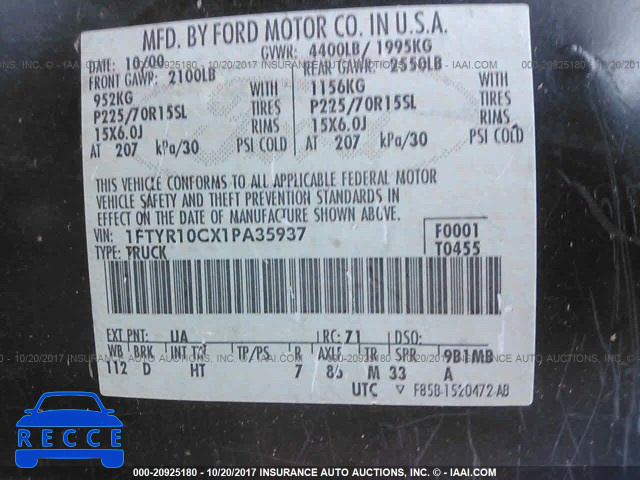 MFD. BY FORD MOTOR CO. IN U.S.A.
DATE: 10/00 GVWR: 4400LB/ 1995KG
FRONT GAWR: 2100LB REAR GAWR: 2550LB
952KG WITH 1156KG WITH
P225/70R15SL TIRES P225/70R15SL TIRES
15X6.0J RIMS 15X6.0J RIMS
AT 207 kPa/30 PSI COLD AT 207 kPa/30 PSI COLD
THIS VEHICLE CONFORMS TO ALL APPLICABLE FEDERAL MOTOR
VEHICLE SAFETY AND THEFT PREVENTION STANDARDS IN
EFFECT ON THE DATE OF MANUFACTURE SHOWN ABOVE.
VIN: 1FTYR10CX1PA35937 F0001
TYPE: TRUCK T0455
EXT PNT: UA RC: 71 DSO:
WB BRK INT TR TP/PS R AXLE TR SPR 9B1MB
112 D HT 7 M 33 A
UTC ▽ F85B-1520472-AB
RECCE
000-20925180 - 10/20/2017 INSURANCE AUTO AUCTIONS, INC. - IAAI.COM